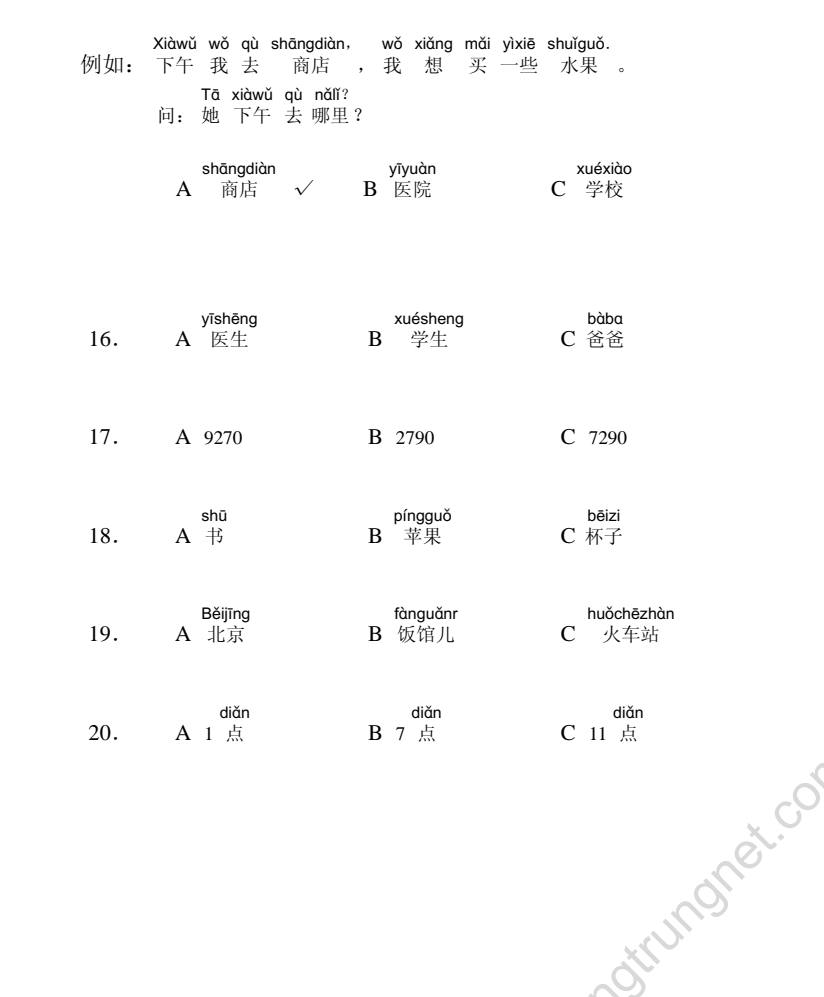 Xiàwǔ wǒ qù shāngdiàn, wǒ xiǎng mǎi yìxiē shuǐguǒ.
例如: 下午 我 去 商店 , 我 想 买 一些 水果 。
Tā xiàwǔ qù nǎlǐ?
问: 她 下午 去 哪里?
shāngdiàn yīyuàn xuéxiào
A 商店 ✓ B 医院 C 学校
yīshēng xuésheng bàba
16. A 医生 B 学生 C 爸爸
17. A 9270 B 2790 C 7290
shū píngguǒ bēizi
18. A 书 B 苹果 C 杯子
Běijīng fànguǎnr huǒchēzhàn
19. A 北京 B 饭馆儿 C 火车站
diǎn diǎn diǎn
20. A 1 点 B 7 点 C 11 点